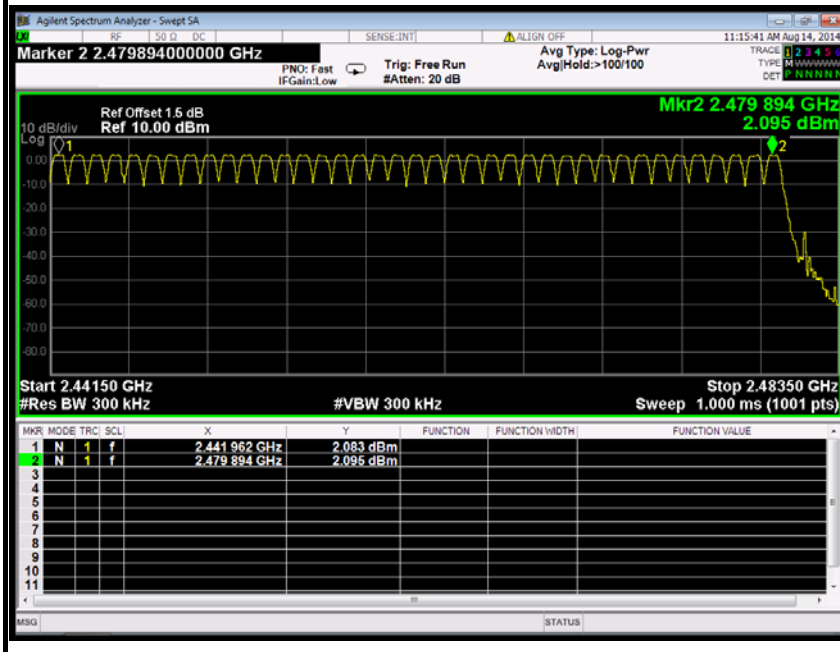 Agilent Spectrum Analyzer - Swept SA
RF 50 Ω DC SENSE:INT ALIGN OFF 11:15:41 AM Aug 14, 2014
Marker 2 2.479894000000 GHz
PNO: Fast
IFGain:Low
Trig: Free Run
#Atten: 20 dB
Avg Type: Log-Pwr
Avg|Hold:>100/100
TRACE 1 2 3 4 5 6
TYPE M WWWWW
DET P N N N N N
Mkr2 2.479 894 GHz
2.095 dBm
Ref Offset 1.5 dB
10 dB/div Ref 10.00 dBm
Log
1
2
0.00
-10.0
-20.0
-30.0
-40.0
-50.0
-60.0
-70.0
-80.0
Start 2.44150 GHz Stop 2.48350 GHz
#Res BW 300 kHz #VBW 300 kHz Sweep 1.000 ms (1001 pts)
MKR MODE TRC SCL X Y FUNCTION FUNCTION WIDTH FUNCTION VALUE
1 N 1 f 2.441 962 GHz 2.083 dBm
2 N 1 f 2.479 894 GHz 2.095 dBm
3
4
5
6
7
8
9
10
11
MSG STATUS